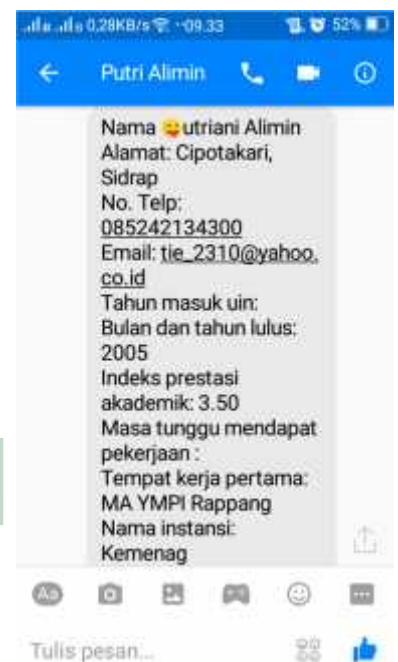 0,28KB/s 09.33 52%
Putri Alimin
Nama 😛utriani Alimin
Alamat: Cipotakari,
Sidrap
No. Telp:
085242134300
Email: tie_2310@yahoo.
co.id
Tahun masuk uin:
Bulan dan tahun lulus:
2005
Indeks prestasi
akademik: 3.50
Masa tunggu mendapat
pekerjaan :
Tempat kerja pertama:
MA YMPI Rappang
Nama instansi:
Kemenag
Aa
Tulis pesan...